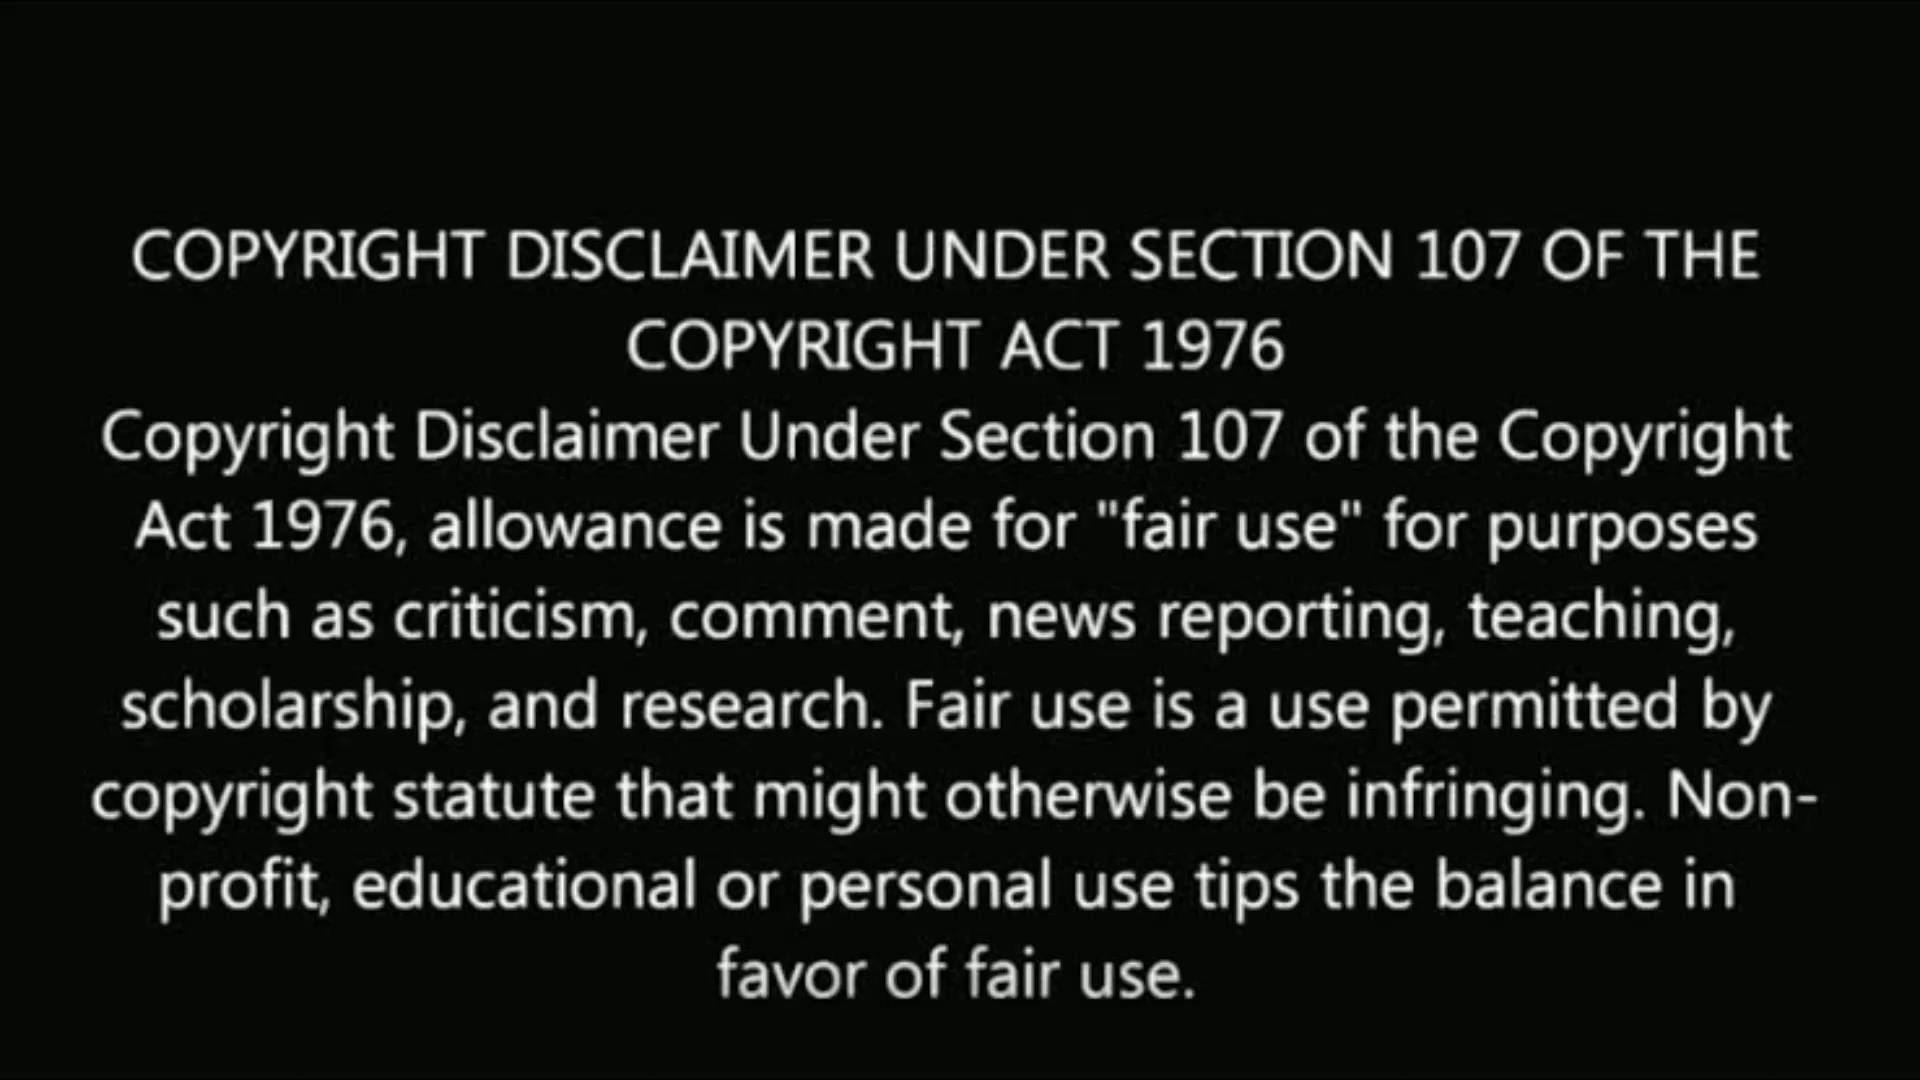 COPYRIGHT DISCLAIMER UNDER SECTION 107 OF THE
COPYRIGHT ACT 1976
Copyright Disclaimer Under Section 107 of the Copyright
Act 1976, allowance is made for "fair use" for purposes
such as criticism, comment, news reporting, teaching,
scholarship, and research. Fair use is a use permitted by
copyright statute that might otherwise be infringing. Non-
profit, educational or personal use tips the balance in
favor of fair use.